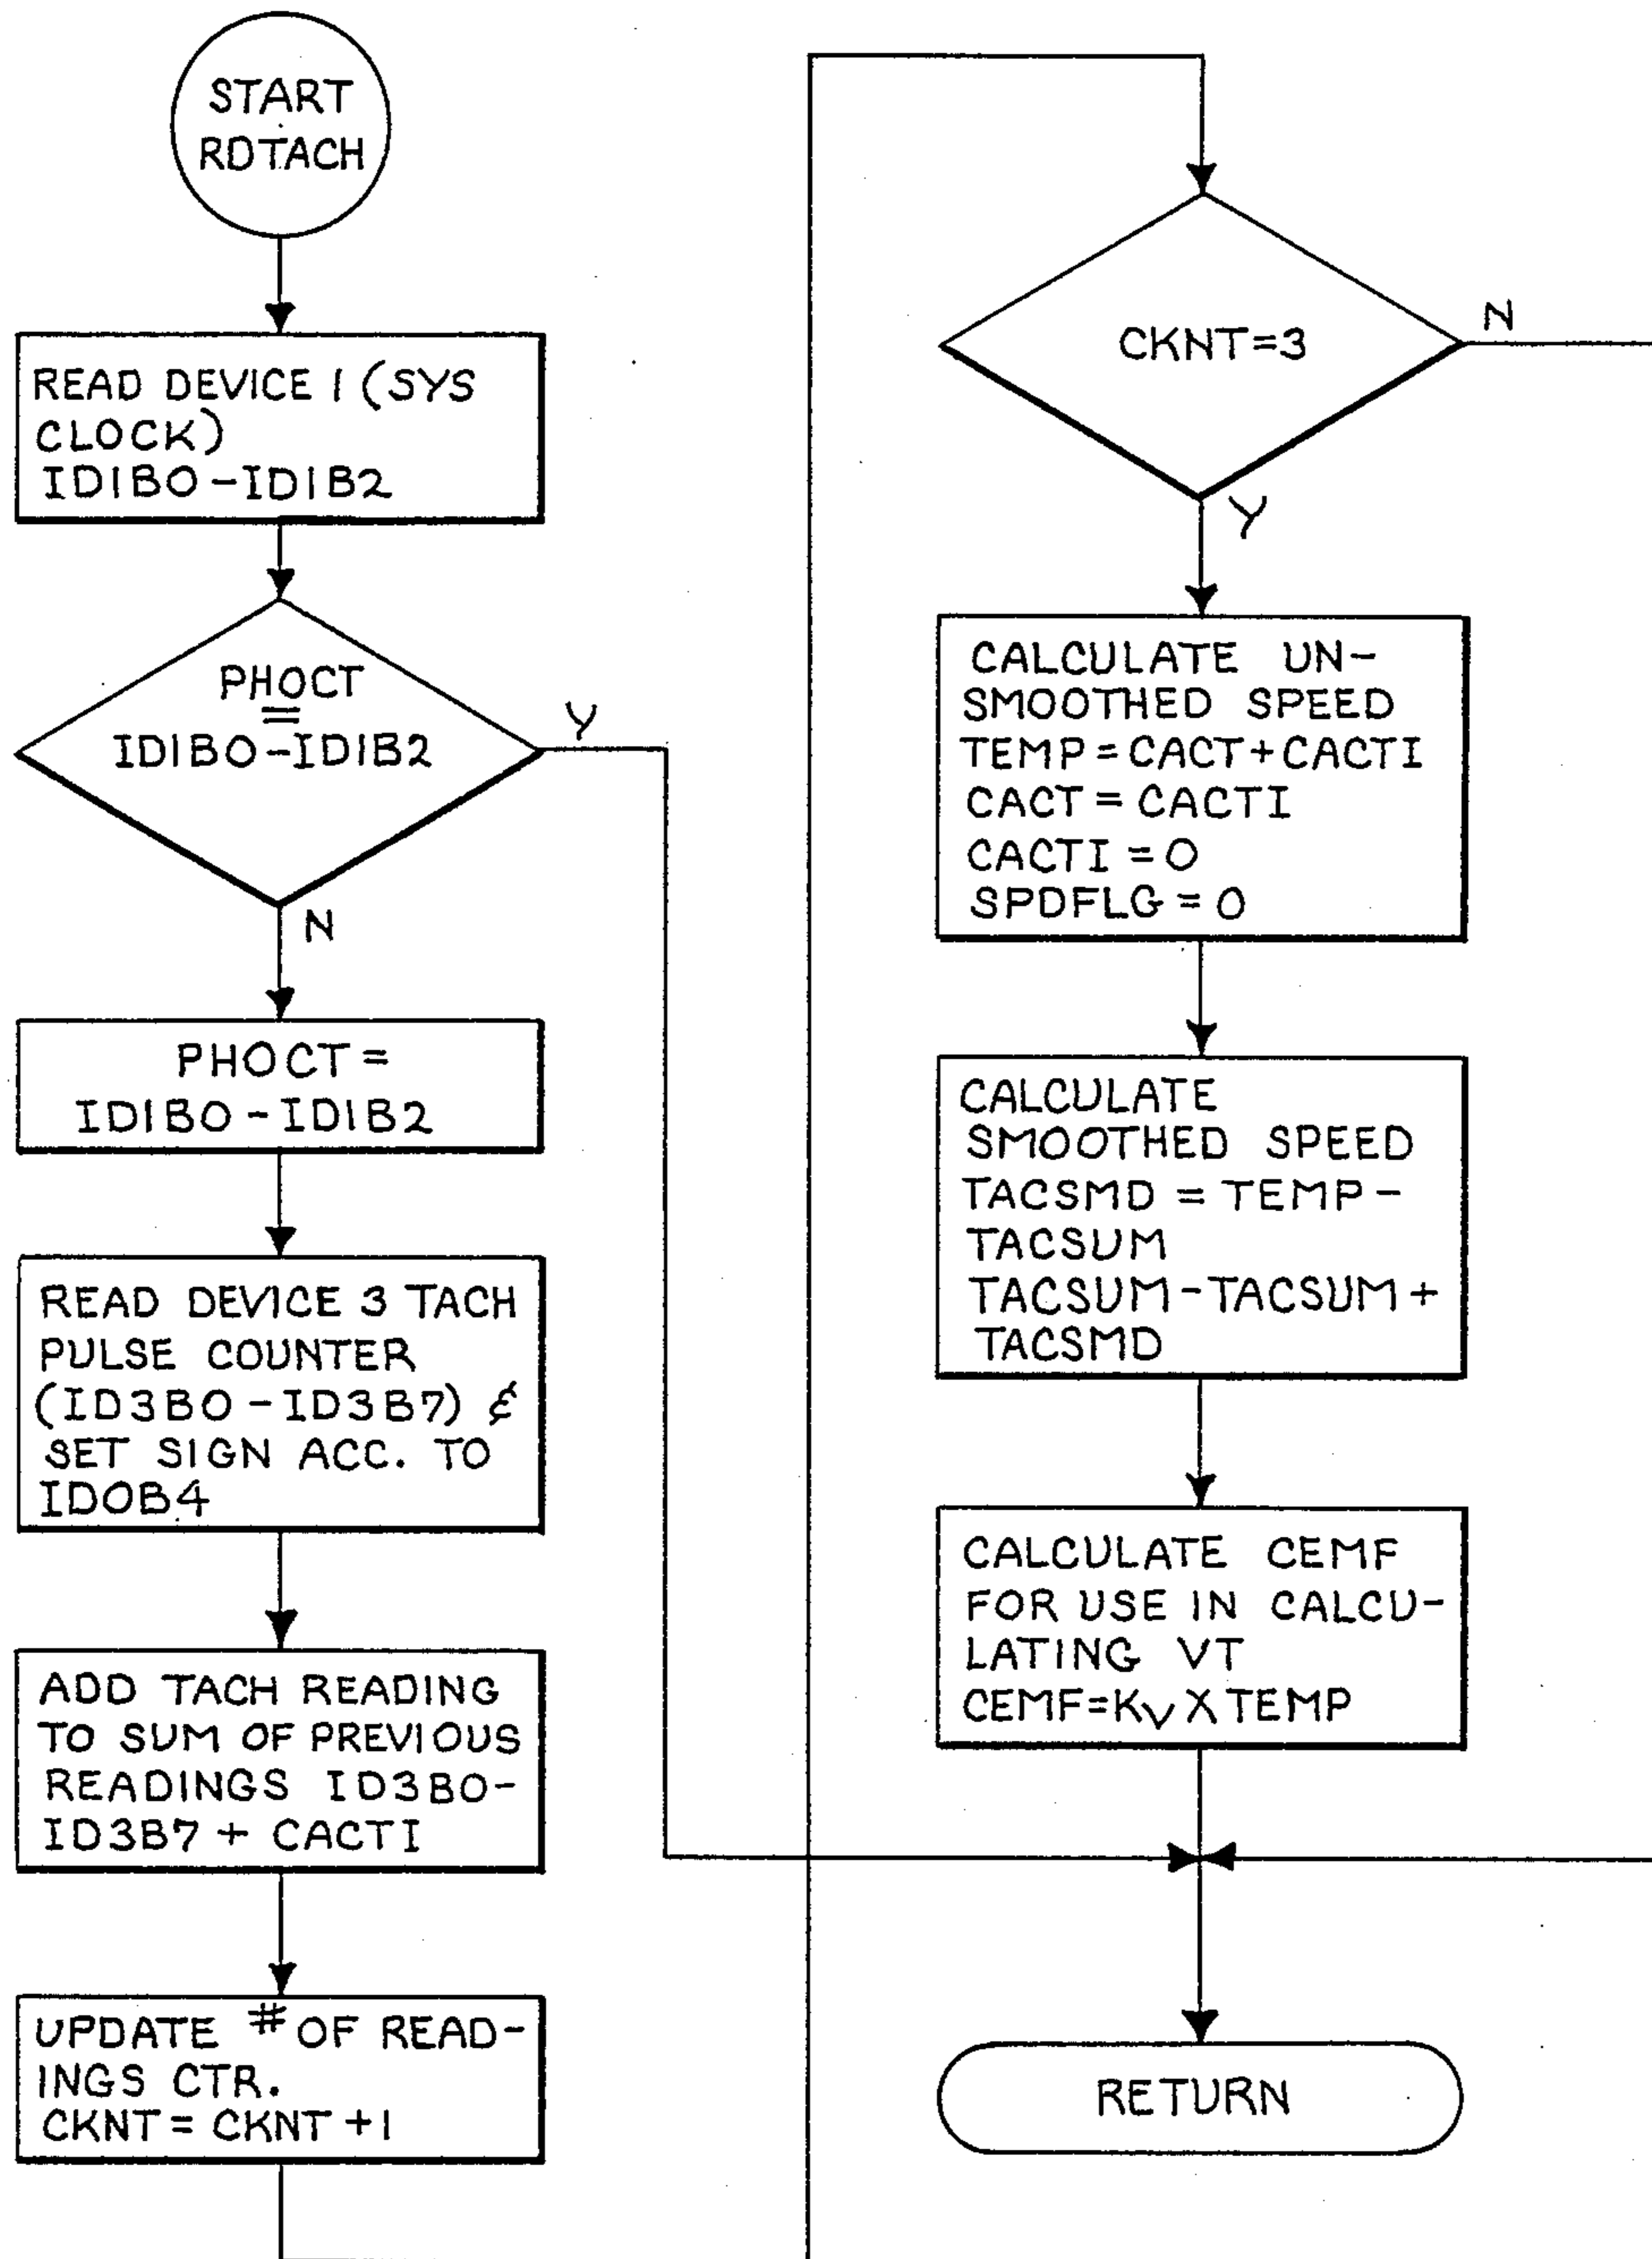 START
RDTACH
READ DEVICE 1 (SYS
CLOCK)
ID1B0-ID1B2
PHOCT
=
ID1B0-ID1B2
Y
N
PHOCT=
ID1B0-ID1B2
READ DEVICE 3 TACH
PULSE COUNTER
(ID3B0-ID3B7) &
SET SIGN ACC. TO
ID0B4
ADD TACH READING
TO SUM OF PREVIOUS
READINGS ID3B0-
ID3B7 + CACTI
UPDATE # OF READ-
INGS CTR.
CKNT = CKNT +1
CKNT=3
N
Y
CALCULATE UN-
SMOOTHED SPEED
TEMP=CACT+CACTI
CACT = CACTI
CACTI = 0
SPDFLG = 0
CALCULATE
SMOOTHED SPEED
TACSMD = TEMP-
TACSUM
TACSUM-TACSUM+
TACSMD
CALCULATE CEMF
FOR USE IN CALCU-
LATING VT
CEMF=KV X TEMP
RETURN